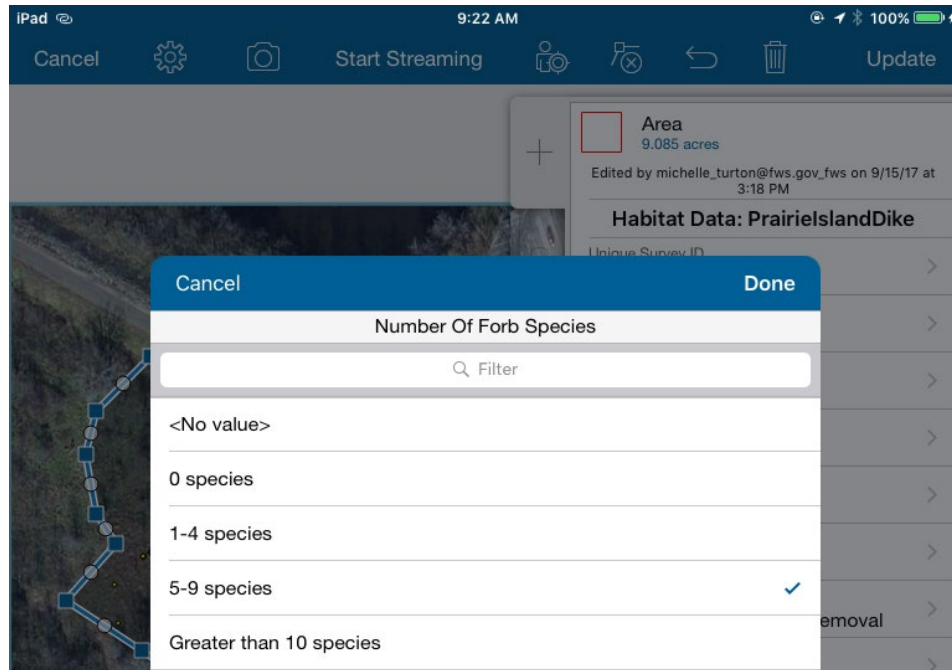 iPad 9:22 AM 100%
Cancel Start Streaming Update
Area
9.085 acres
Edited by michelle_turton@fws.gov_fws on 9/15/17 at
3:18 PM
Habitat Data: PrairieIslandDike
Unique Survey ID
Cancel Done
Number Of Forb Species
Filter
<No value>
0 species
1-4 species
5-9 species
Greater than 10 species
emoval